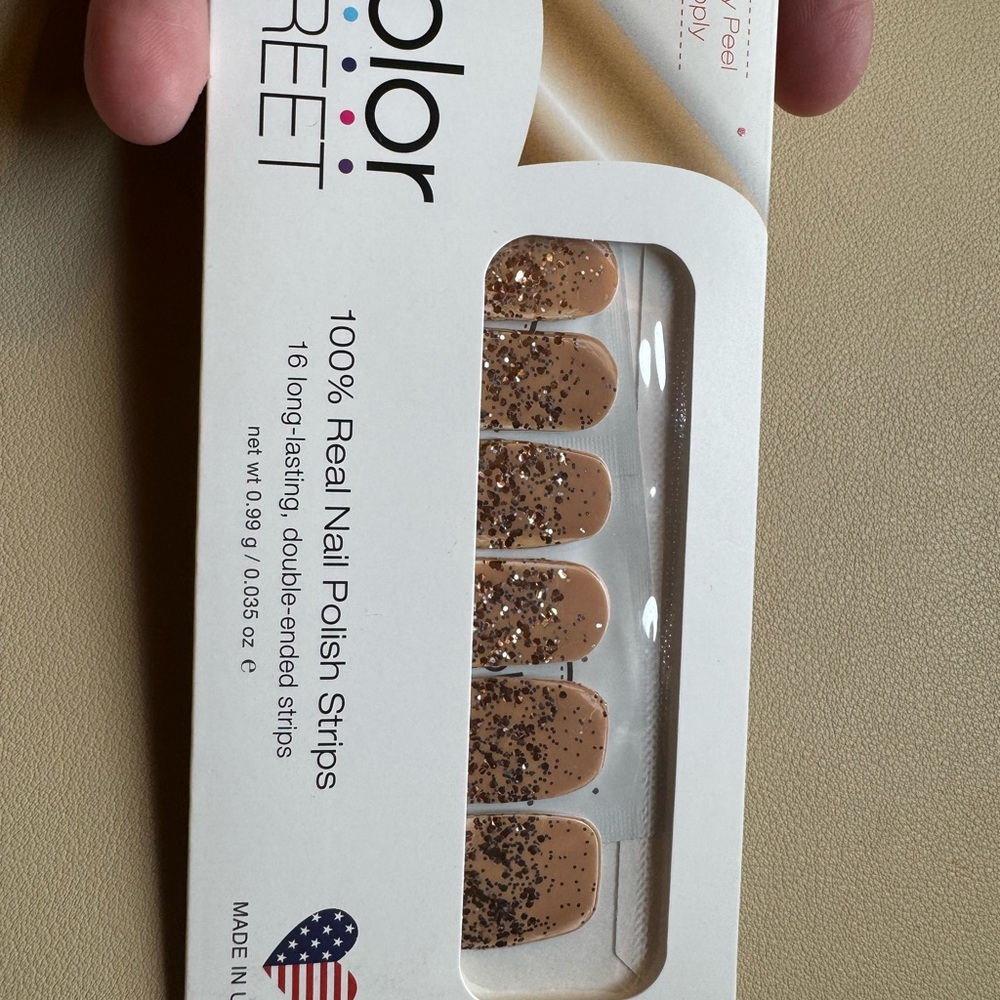 olor
REET
100% Real Nail Polish Strips
16 long-lasting, double-ended strips
net wt 0.99 g / 0.035 oz ℮
MADE IN U
y Peel
pply